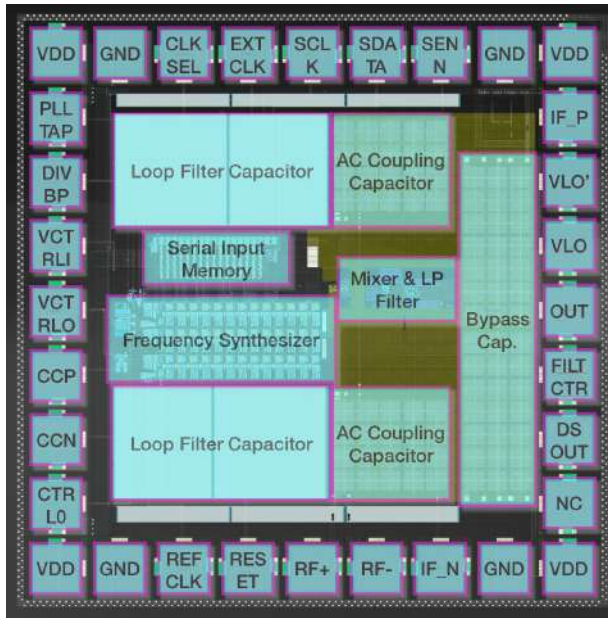 VDD
GND
CLK
SEL
EXT
CLK
SCL
K
SDA
TA
SEN
N
GND
VDD
PLL
TAP
IF_P
DIV
BP
VLO'
VCT
RLI
VLO
VCT
RLO
OUT
CCP
FILT
CTR
CCN
DS
OUT
CTR
L0
NC
Loop Filter Capacitor
AC Coupling
Capacitor
Serial Input
Memory
Mixer & LP
Filter
Bypass
Cap.
Frequency Synthesizer
Loop Filter Capacitor
AC Coupling
Capacitor
VDD
GND
REF
CLK
RES
ET
RF+
RF-
IF_N
GND
VDD